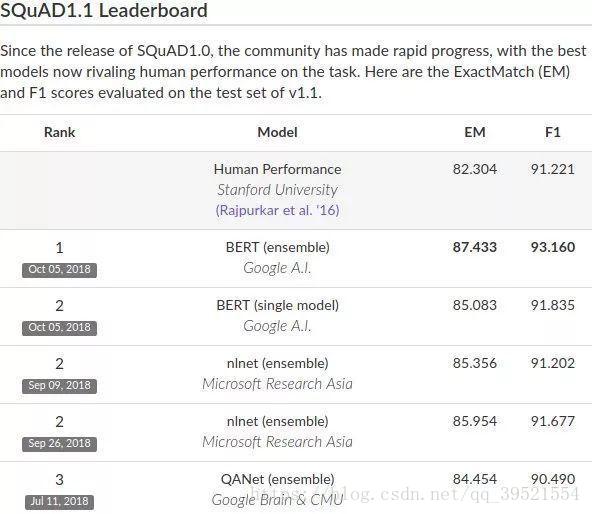 SQuAD1.1 Leaderboard
Since the release of SQuAD1.0, the community has made rapid progress, with the best
models now rivaling human performance on the task. Here are the ExactMatch (EM)
and F1 scores evaluated on the test set of v1.1.
Rank Model EM F1
Human Performance 82.304 91.221
Stanford University
(Rajpurkar et al. '16)
1 BERT (ensemble) 87.433 93.160
Oct 05, 2018 Google A.I.
2 BERT (single model) 85.083 91.835
Oct 05, 2018 Google A.I.
2 nlnet (ensemble) 85.356 91.202
Sep 09, 2018 Microsoft Research Asia
2 nlnet (ensemble) 85.954 91.677
Sep 26, 2018 Microsoft Research Asia
3 QANet (ensemble) 84.454 90.490
Jul 11, 2018 Google Brain & CMU
https://blog.csdn.net/qq_39521554